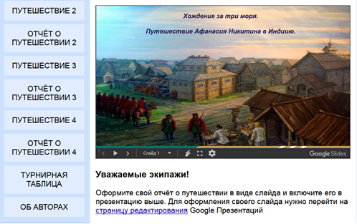 ПУТЕШЕСТВИЕ 2
ОТЧЁТ О
ПУТЕШЕСТВИИ 2
ПУТЕШЕСТВИЕ 3
ОТЧЁТ О
ПУТЕШЕСТВИИ 3
ПУТЕШЕСТВИЕ 4
ОТЧЁТ О
ПУТЕШЕСТВИИ 4
ТУРНИРНАЯ
ТАБЛИЦА
ОБ АВТОРАХ
Хождение за три моря.
Путешествие Афанасия Никитина в Индию.
Слайд 1
Google Slides
Уважаемые экипажи!
Оформите свой отчёт о путешествии в виде слайда и включите его в
презентацию выше. Для оформления своего слайда нужно перейти на
страницу редактирования Google Презентаций